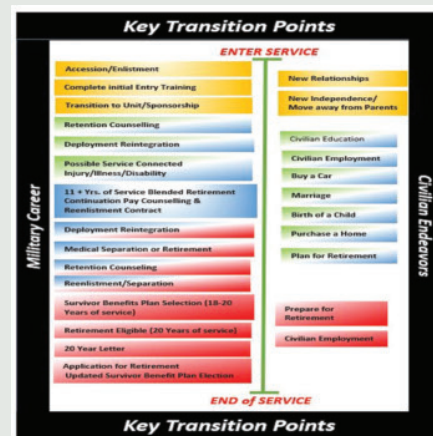 Key Transition Points
ENTER SERVICE
Military Career
Accession/Enlistment
Complete initial Entry Training
Transition to Unit/Sponsorship
Retention Counselling
Deployment Reintegration
Possible Service Connected
Injury/Illness/Disability
11 + Yrs. of Service Blended Retirement
Continuation Pay Counselling &
Reenlistment Contract
Deployment Reintegration
Medical Separation or Retirement
Retention Counseling
Reenlistment/Separation
Survivor Benefits Plan Selection (18-20
Years of service)
Retirement Eligible (20 Years of service)
20 Year Letter
Application for Retirement
Updated Survivor Benefit Plan Election
New Relationships
New Independence/
Move away from Parents
Civilian Education
Civilian Employment
Buy a Car
Marriage
Birth of a Child
Purchase a Home
Plan for Retirement
Prepare for
Retirement
Civilian Employment
Civilian Endeavors
END of SERVICE
Key Transition Points